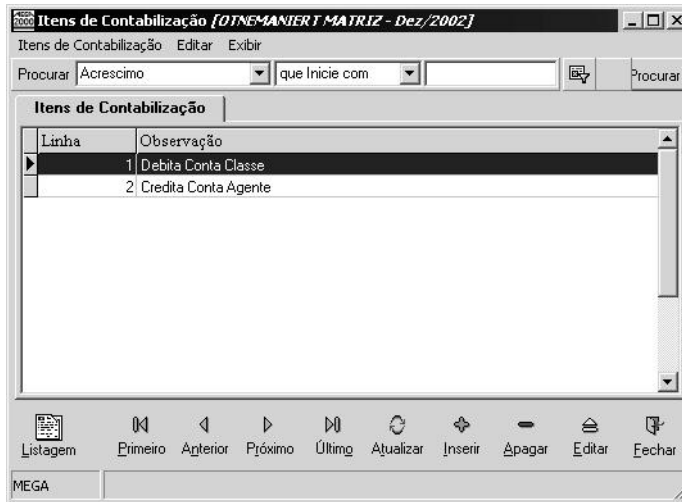 Itens de Contabilização [OTNEMANIERT MATRIZ - Dez/2002]
Itens de Contabilização Editar Exibir
Procurar Acrescimo que Inicie com Procurar
Itens de Contabilização
Linha Observação
1 Debita Conta Classe
2 Credita Conta Agente
Listagem Primeiro Anterior Próximo Último Atualizar Inserir Apagar Editar Fechar
MEGA